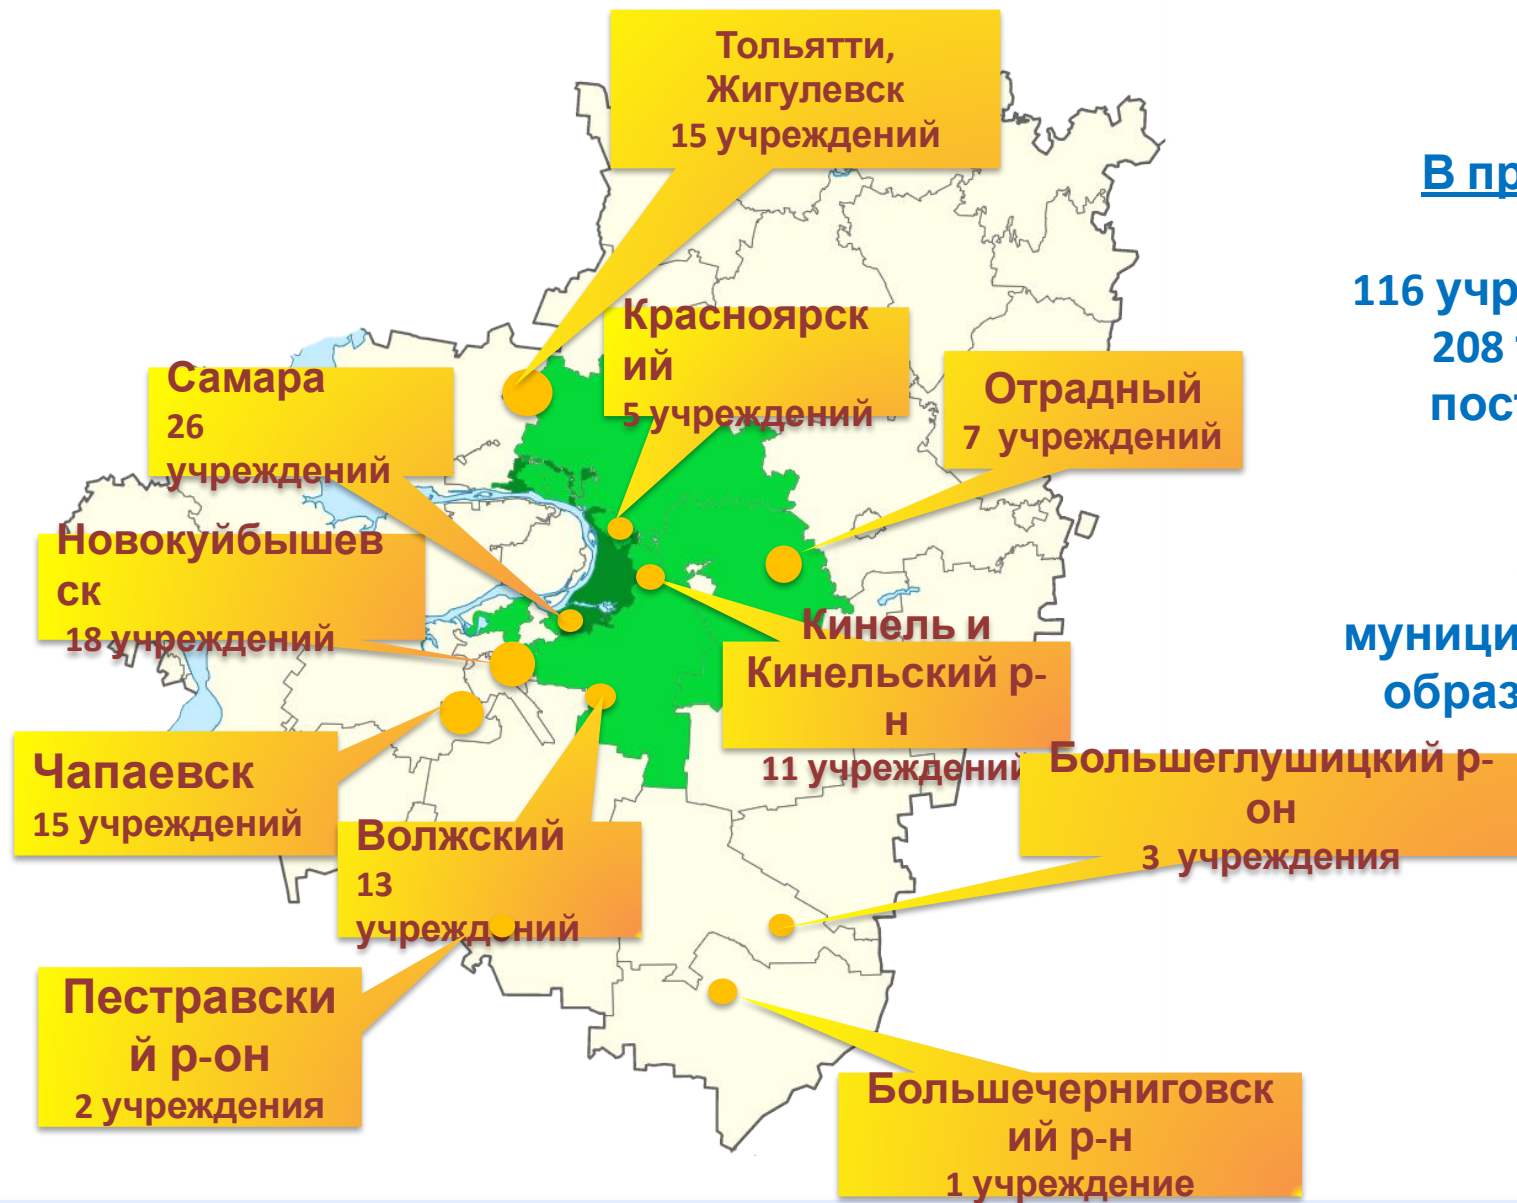 Тольятти,
Жигулевск
15 учреждений
Красноярск
ий
5 учреждений
Отрадный
7 учреждений
Самара
26
учреждений
Новокуйбышев
ск
18 учреждений
Кинель и
Кинельский р-
н
11 учреждений
Чапаевск
15 учреждений
Волжский
13
учреждений
Большеглушицкий р-
он
3 учреждения
Пестравски
й р-он
2 учреждения
Большечерниговск
ий р-н
1 учреждение
В пр
116 учр
208
пост
муници
образ